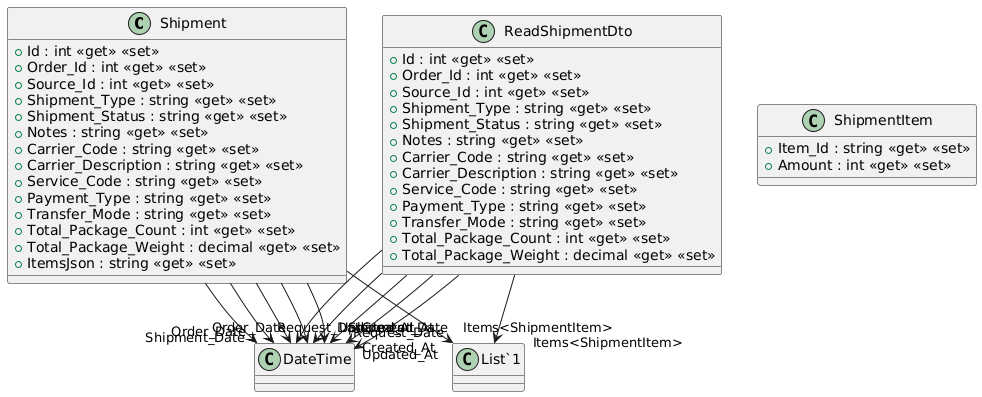 Shipment
Id : int «get» «set»
Order_Id : int «get» «set»
Source_Id : int «get» «set»
Shipment_Type : string «get» «set»
Shipment_Status : string «get» «set»
Notes : string «get» «set»
Carrier_Code : string «get» «set»
Carrier_Description : string «get» «set»
Service_Code : string «get» «set»
Payment_Type : string «get» «set»
Transfer_Mode : string «get» «set»
Total_Package_Count : int «get» «set»
Total_Package_Weight : decimal «get» «set»
ItemsJson : string «get» «set»
ReadShipmentDto
Id : int «get» «set»
Order_Id : int «get» «set»
Source_Id : int «get» «set»
Shipment_Type : string «get» «set»
Shipment_Status : string «get» «set»
Notes : string «get» «set»
Carrier_Code : string «get» «set»
Carrier_Description : string «get» «set»
Service_Code : string «get» «set»
Payment_Type : string «get» «set»
Transfer_Mode : string «get» «set»
Total_Package_Count : int «get» «set»
Total_Package_Weight : decimal «get» «set»
ShipmentItem
Item_Id : string «get» «set»
Amount : int «get» «set»
Order_Date
Order_Date
Shipment_Date
Request_Date
Created_At
Updated_At
Items<ShipmentItem>
Items<ShipmentItem>
DateTime
List`1